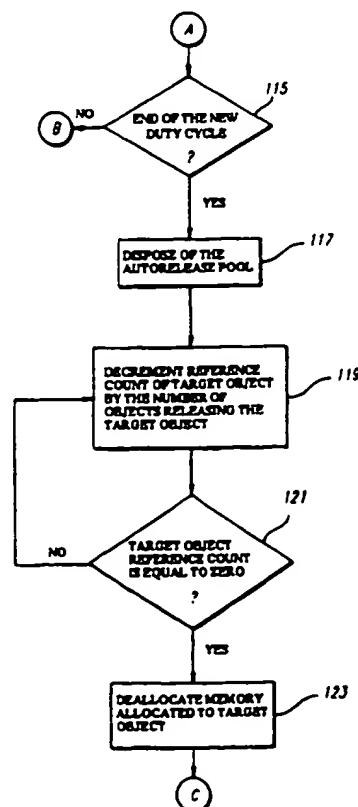 A
115
END OF THE NEW
DUTY CYCLE
?
NO
B
YES
117
DISPOSE OF THE
AUTORELEASE POOL
DECREMENT REFERENCE
COUNT OF TARGET OBJECT
BY THE NUMBER OF
OBJECTS RELEASING THE
TARGET OBJECT
119
121
TARGET OBJECT
REFERENCE COUNT
IS EQUAL TO ZERO
?
NO
YES
DEALLOCATE MEMORY
ALLOCATED TO TARGET
OBJECT
123
C